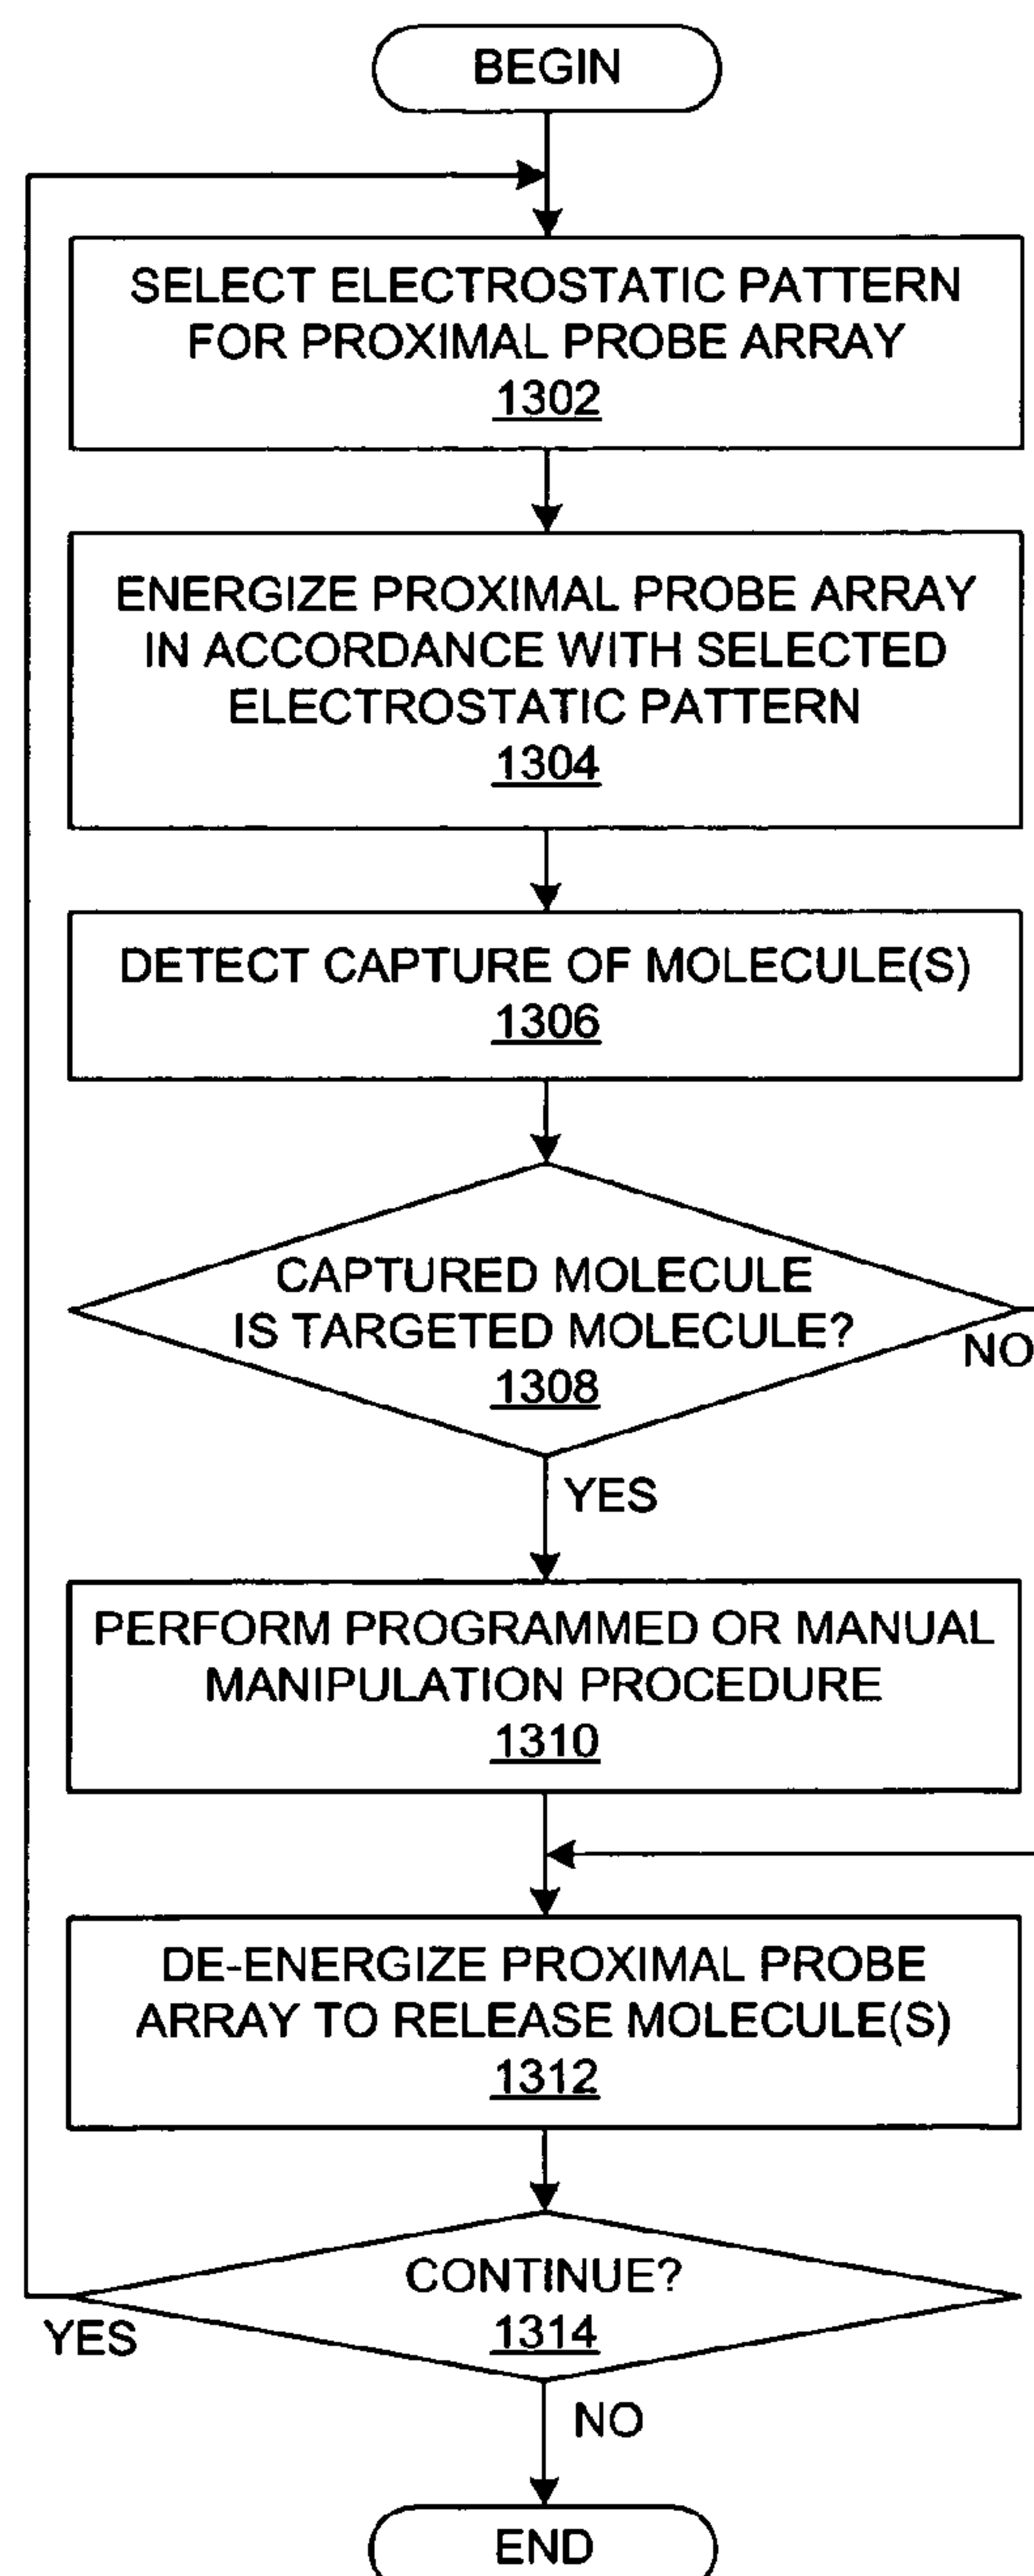 BEGIN
SELECT ELECTROSTATIC PATTERN
FOR PROXIMAL PROBE ARRAY
1302
ENERGIZE PROXIMAL PROBE ARRAY
IN ACCORDANCE WITH SELECTED
ELECTROSTATIC PATTERN
1304
DETECT CAPTURE OF MOLECULE(S)
1306
CAPTURED MOLECULE
IS TARGETED MOLECULE?
1308
NO
YES
PERFORM PROGRAMMED OR MANUAL
MANIPULATION PROCEDURE
1310
DE-ENERGIZE PROXIMAL PROBE
ARRAY TO RELEASE MOLECULE(S)
1312
CONTINUE?
1314
YES
NO
END